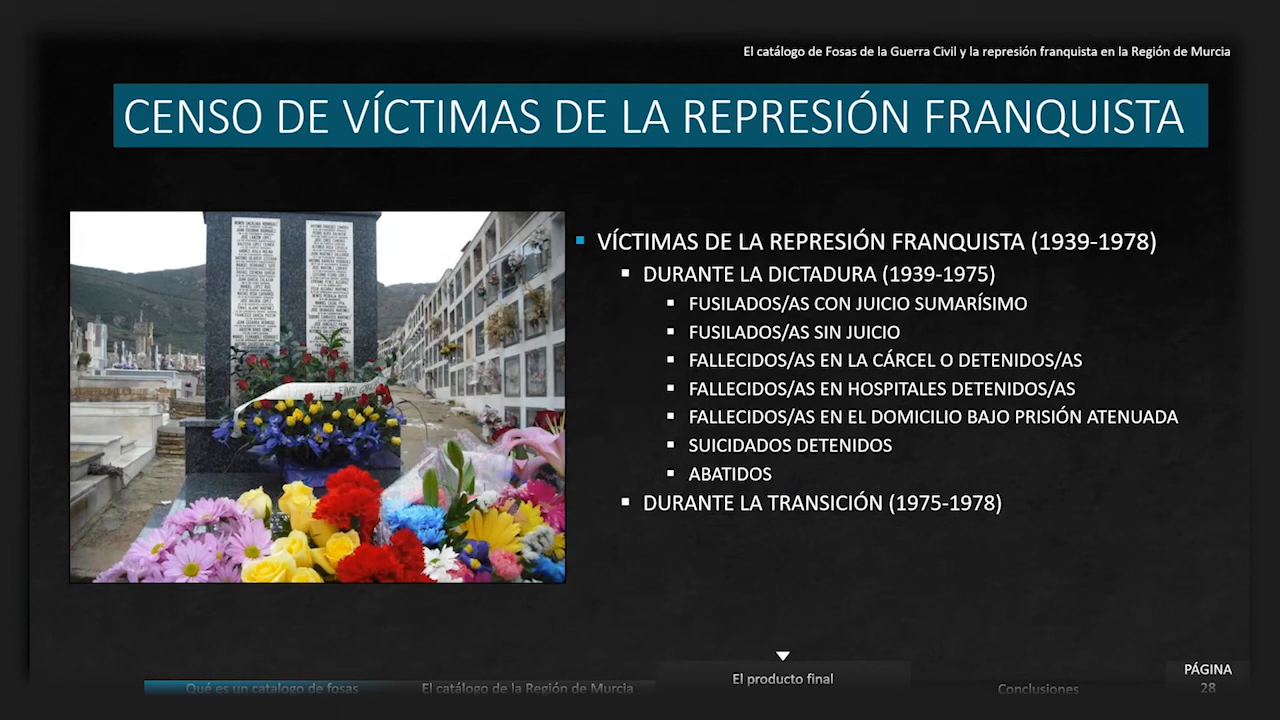 El catálogo de Fosas de la Guerra Civil y la represión franquista en la Región de Murcia
CENSO DE VÍCTIMAS DE LA REPRESIÓN FRANQUISTA
VÍCTIMAS DE LA REPRESIÓN FRANQUISTA (1939-1978)
DURANTE LA DICTADURA (1939-1975)
FUSILADOS/AS CON JUICIO SUMARÍSIMO
FUSILADOS/AS SIN JUICIO
FALLECIDOS/AS EN LA CÁRCEL O DETENIDOS/AS
FALLECIDOS/AS EN HOSPITALES DETENIDOS/AS
FALLECIDOS/AS EN EL DOMICILIO BAJO PRISIÓN ATENUADA
SUICIDADOS DETENIDOS
ABATIDOS
DURANTE LA TRANSICIÓN (1975-1978)
Qué es un catalogo de fosas
El catálogo de la Región de Murcia
El producto final
Conclusiones
PÁGINA
28